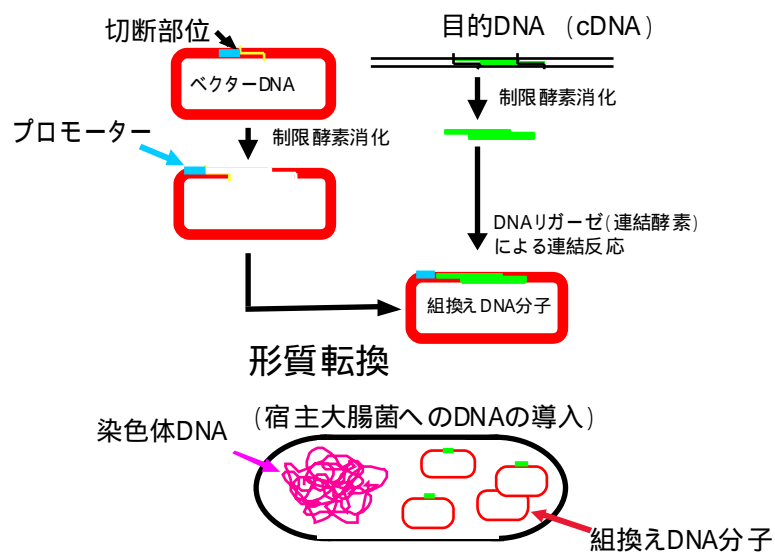 切断部位
目的DNA (cDNA)
ベクターDNA
制限酵素消化
プロモーター
制限酵素消化
DNAリガーゼ(連結酵素)
による連結反応
組換えDNA分子
形質転換
(宿主大腸菌へのDNAの導入)
染色体DNA
組換えDNA分子